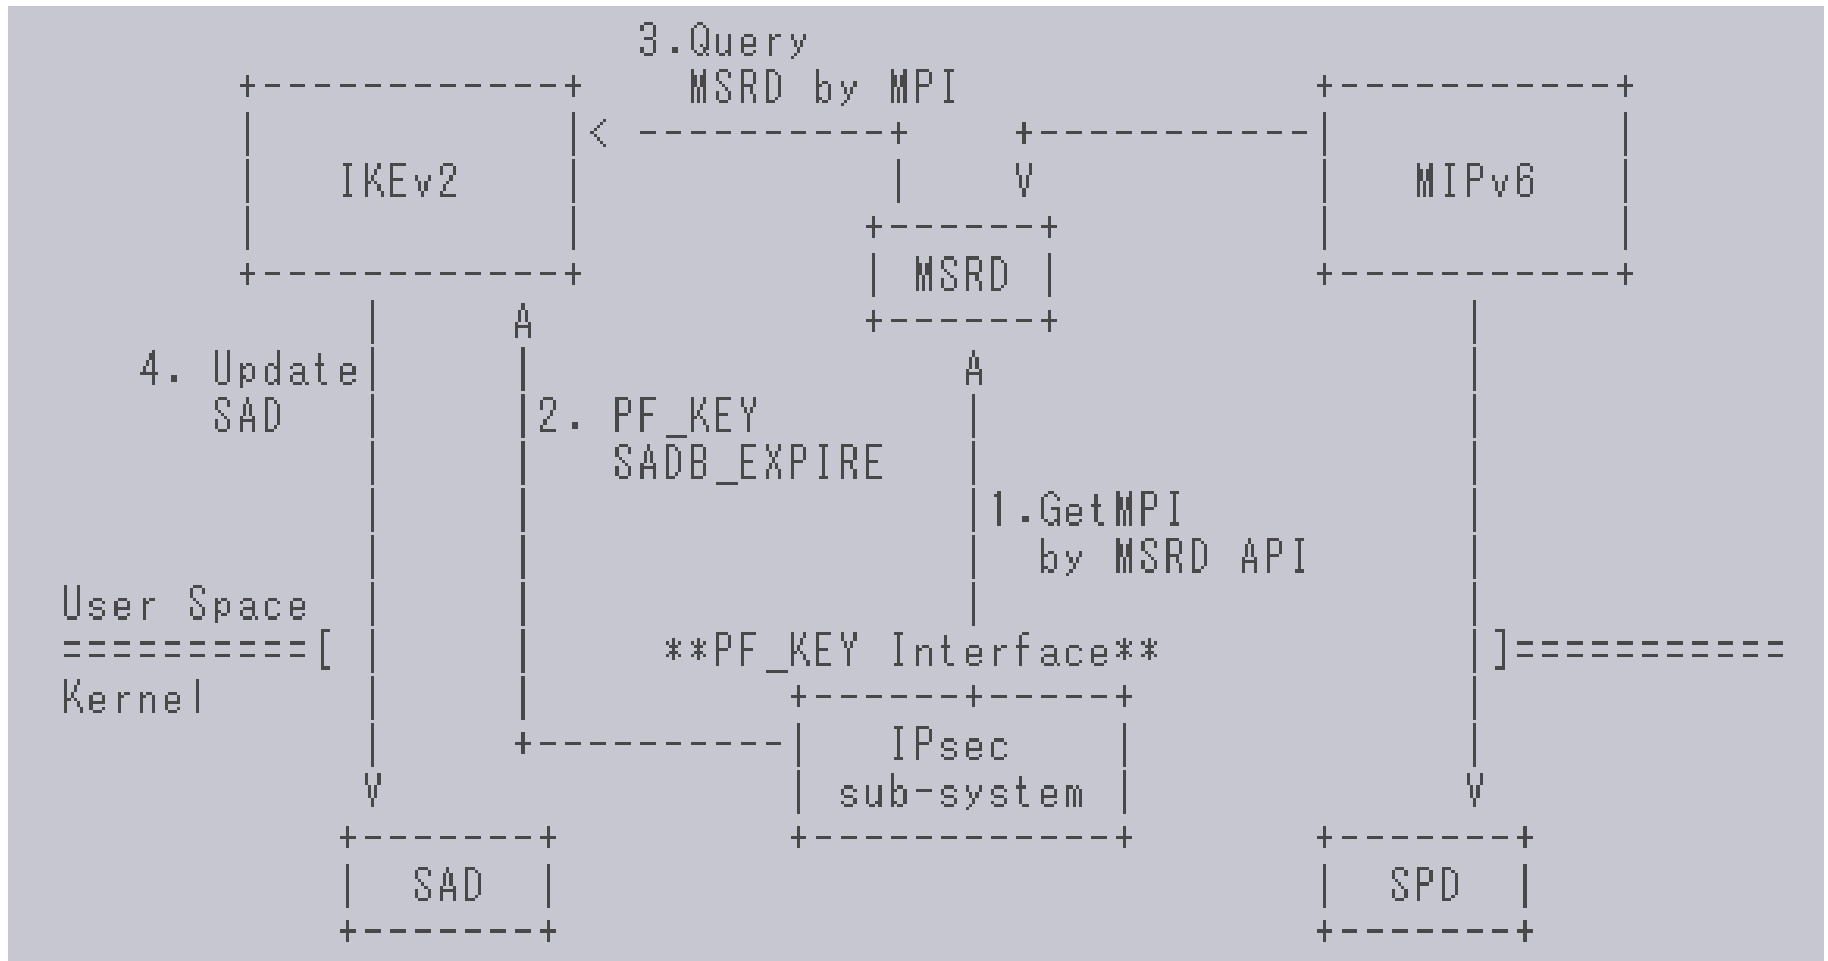 3.Query
MSRD by MPI
IKEv2
MIPv6
MSRD
4. Update
SAD
2. PF_KEY
SADB_EXPIRE
1.GetMPI
by MSRD API
User Space
==========[
]===========
**PF_KEY Interface**
Kernel
IPsec
sub-system
SAD
SPD